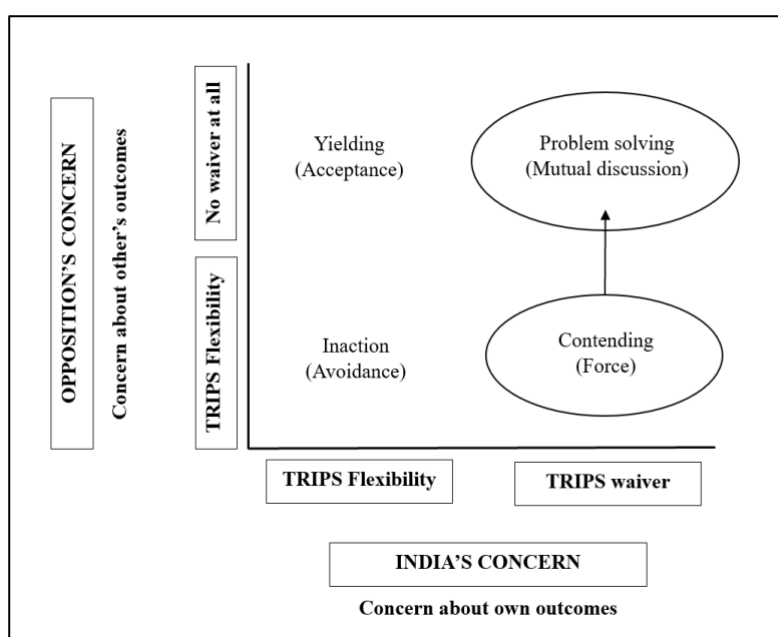 OPPOSITION'S CONCERN
Concern about other's outcomes
No waiver at all
TRIPS Flexibility
Yielding
(Acceptance)
Problem solving
(Mutual discussion)
Inaction
(Avoidance)
Contending
(Force)
TRIPS Flexibility
TRIPS waiver
INDIA'S CONCERN
Concern about own outcomes